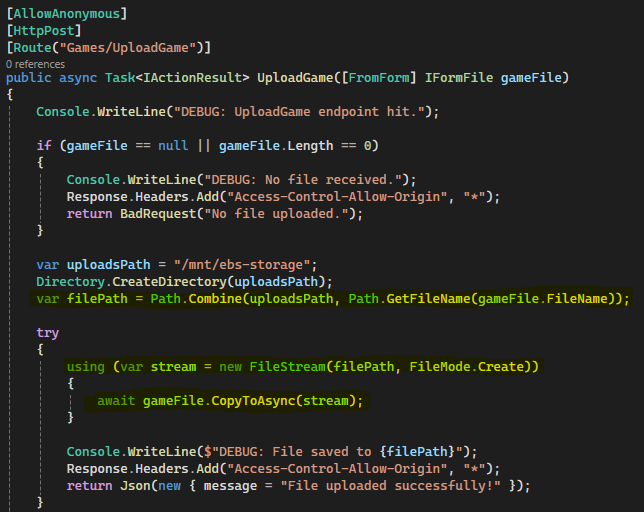 [AllowAnonymous]
[HttpPost]
[Route("Games/UploadGame")]
0 references
public async Task<IActionResult> UploadGame([FromForm] IFormFile gameFile)
{
Console.WriteLine("DEBUG: UploadGame endpoint hit.");
if (gameFile == null || gameFile.Length == 0)
{
Console.WriteLine("DEBUG: No file received.");
Response.Headers.Add("Access-Control-Allow-Origin", "*");
return BadRequest("No file uploaded.");
}
var uploadsPath = "/mnt/ebs-storage";
Directory.CreateDirectory(uploadsPath);
var filePath = Path.Combine(uploadsPath, Path.GetFileName(gameFile.FileName));
try
{
using (var stream = new FileStream(filePath, FileMode.Create))
{
await gameFile.CopyToAsync(stream);
}
Console.WriteLine($"DEBUG: File saved to {filePath}");
Response.Headers.Add("Access-Control-Allow-Origin", "*");
return Json(new { message = "File uploaded successfully!" });
}